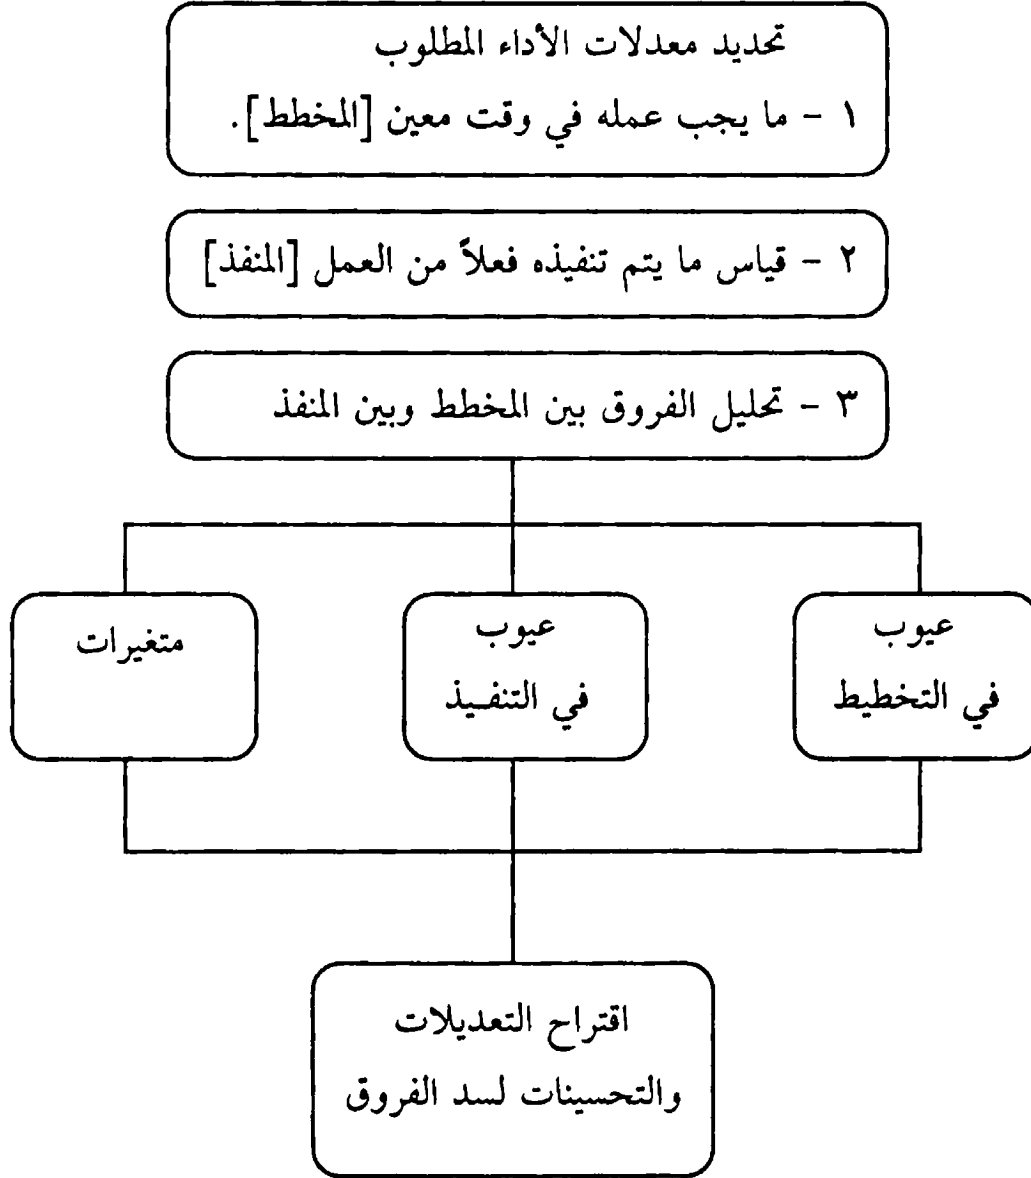 تحديد معدلات الأداء المطلوب
١ - ما يجب عمله في وقت معين [المخطط].
٢ - قياس ما يتم تنفيذه فعلاً من العمل [المنفذ]
٣ - تحليل الفروق بين المخطط وبين المنفذ
عيوب
في التخطيط
عيوب
في التنفيذ
متغيرات
اقتراح التعديلات
والتحسينات لسد الفروق